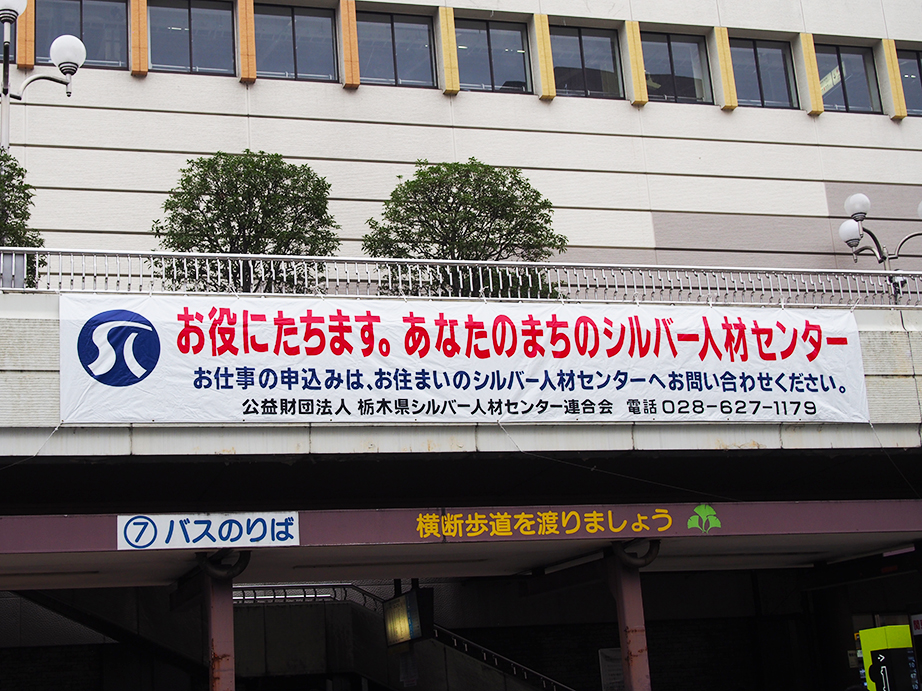 お役にたちます。あなたのまちのシルバー人材センター
お仕事の申込みは、お住まいのシルバー人材センターへお問い合わせください。
公益財団法人 栃木県シルバー人材センター連合会 電話028-627-1179
⑦バスのりば
横断歩道を渡りましょう